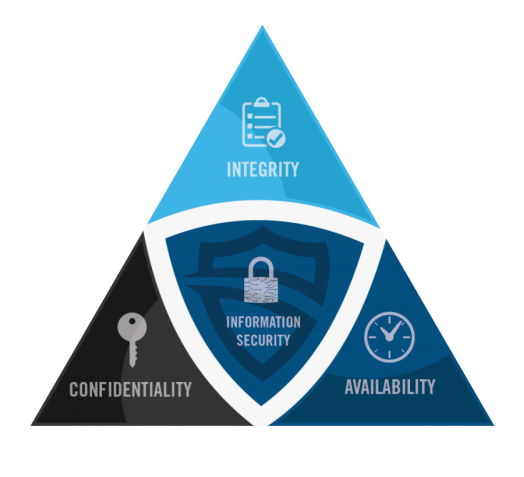 INTEGRITY
INFORMATION
SECURITY
CONFIDENTIALITY
AVAILABILITY